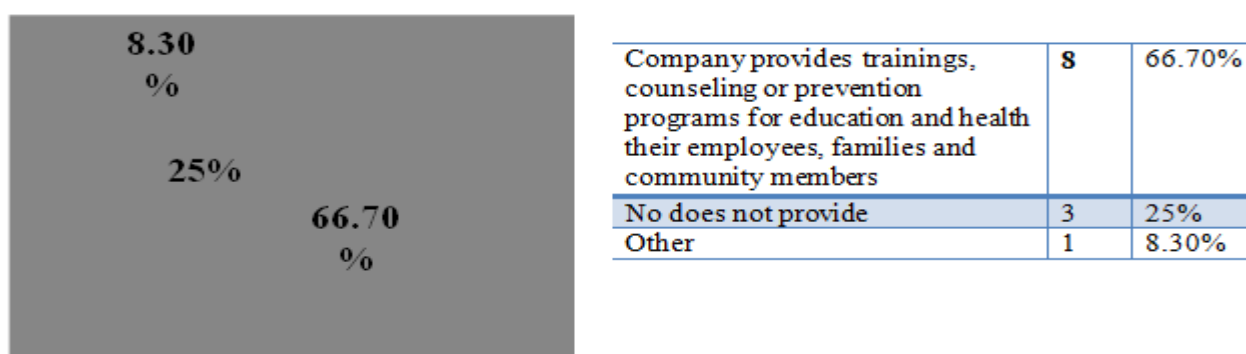 8.30
%
25%
66.70
%
Company provides trainings, 8 66.70%
counseling or prevention
programs for education and health
their employees, families and
community members
No does not provide 3 25%
Other 1 8.30%